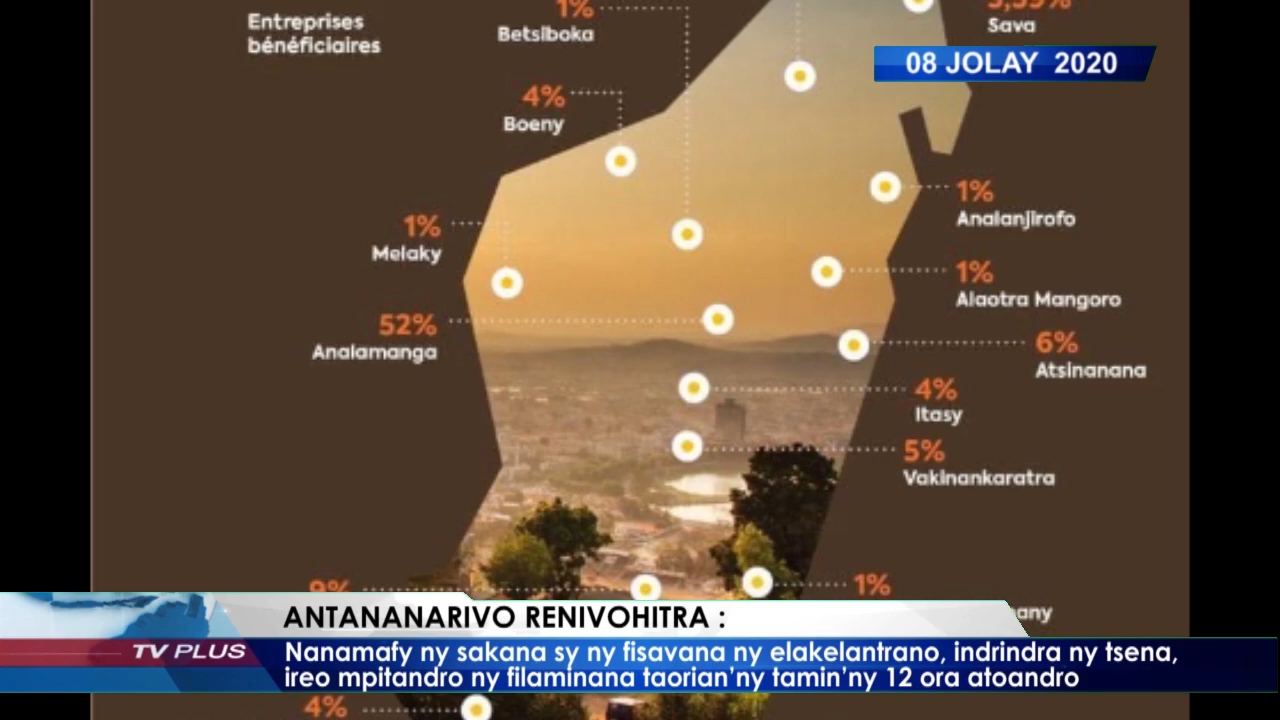 Entreprises
bénéficiaires
1%
Betsiboka
Sava
08 JOLAY 2020
4%
Boeny
1%
Analanjirofo
1%
Melaky
1%
Alaotra Mangoro
52%
Analamanga
6%
Atsinanana
4%
Itasy
5%
Vakinankaratra
9%
1%
ANTANANARIVO RENIVOHITRA :
TV PLUS
Nanamafy ny sakana sy ny fisavana ny elakelantrano, indrindra ny tsena,
ireo mpitandro ny filaminana taorian'ny tamin'ny 12 ora atoandro
4%